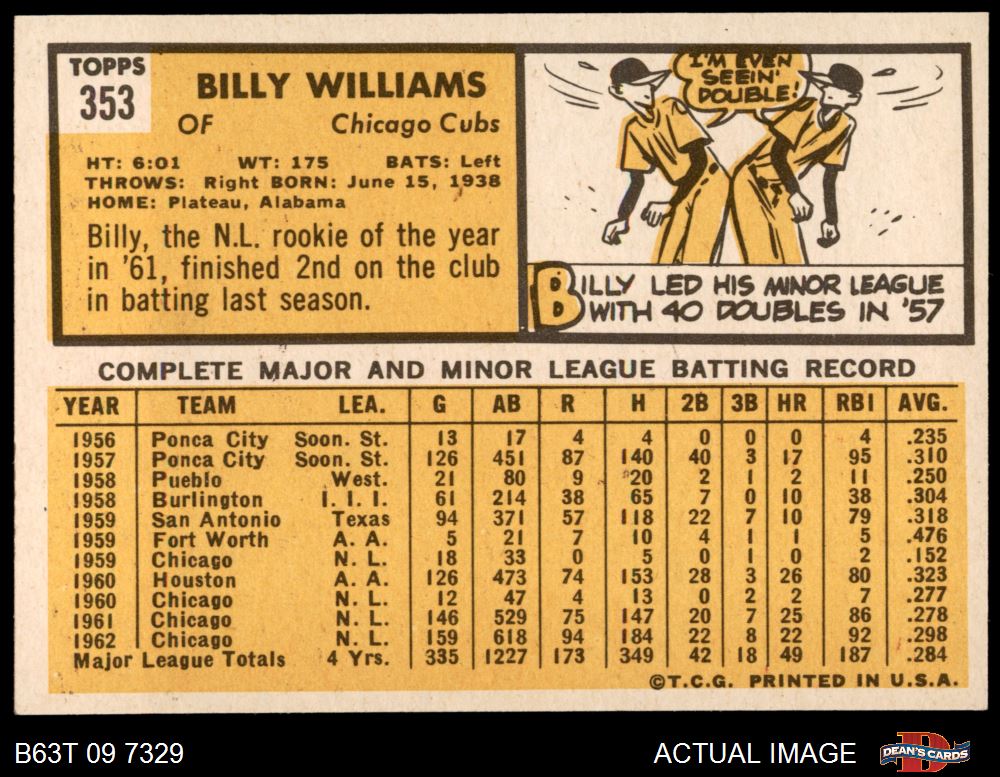 TOPPS
353
BILLY WILLIAMS
OF Chicago Cubs
HT: 6:01 WT: 175 BATS: Left
THROWS: Right BORN: June 15, 1938
HOME: Plateau, Alabama
Billy, the N.L. rookie of the year
in '61, finished 2nd on the club
in batting last season.
I'M EVEN
SEEIN'
DOUBLE!
BILLY LED HIS MINOR LEAGUE
WITH 40 DOUBLES IN '57
COMPLETE MAJOR AND MINOR LEAGUE BATTING RECORD
YEAR TEAM LEA. G AB R H 2B 3B HR RBI AVG.
1956 Ponca City Soon. St. 13 17 4 4 0 0 0 4 .235
1957 Ponca City Soon. St. 126 451 87 140 40 3 17 95 .310
1958 Pueblo West. 21 80 9 20 2 1 2 11 .250
1958 Burlington I. I. I. 61 214 38 65 7 0 10 38 .304
1959 San Antonio Texas 94 371 57 118 22 7 10 79 .318
1959 Fort Worth A. A. 5 21 7 10 4 1 1 5 .476
1959 Chicago N. L. 18 33 0 5 0 1 0 2 .152
1960 Houston A. A. 126 473 74 153 28 3 26 80 .323
1960 Chicago N. L. 12 47 4 13 0 2 2 7 .277
1961 Chicago N. L. 146 529 75 147 20 7 25 86 .278
1962 Chicago N. L. 159 618 94 184 22 8 22 92 .298
Major League Totals 4 Yrs. 335 1227 173 349 42 18 49 187 .284
©T.C.G. PRINTED IN U.S.A.
B63T 09 7329
ACTUAL IMAGE
DEAN'S CARDS